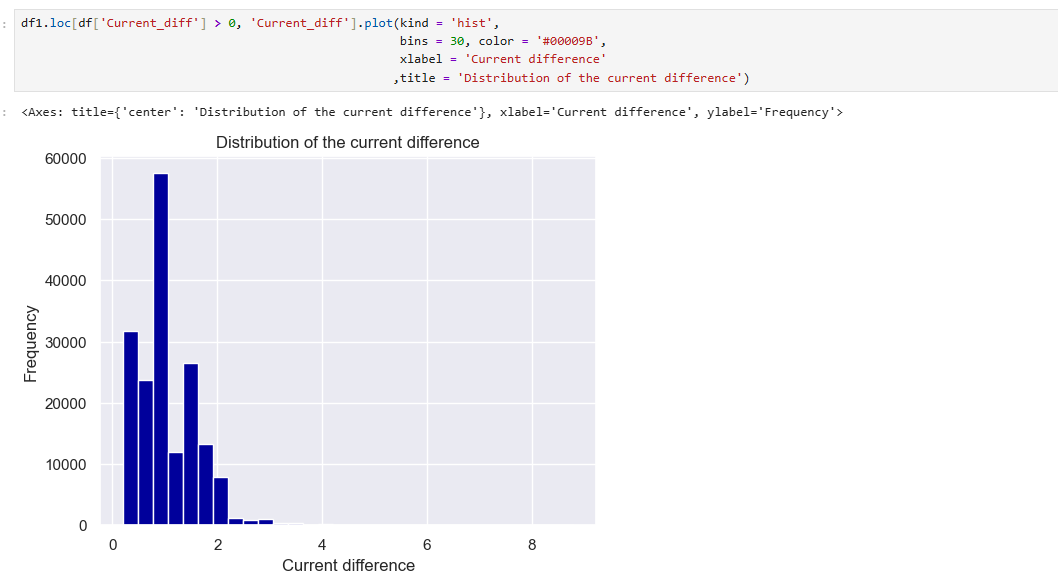 : df1.loc[df['Current_diff'] > 0, 'Current_diff'].plot(kind = 'hist',
bins = 30, color = '#00009B',
xlabel = 'Current difference'
,title = 'Distribution of the current difference')
: <Axes: title={'center': 'Distribution of the current difference'}, xlabel='Current difference', ylabel='Frequency'>
Distribution of the current difference
60000
50000
40000
30000
20000
10000
0
Frequency
0 2 4 6 8
Current difference